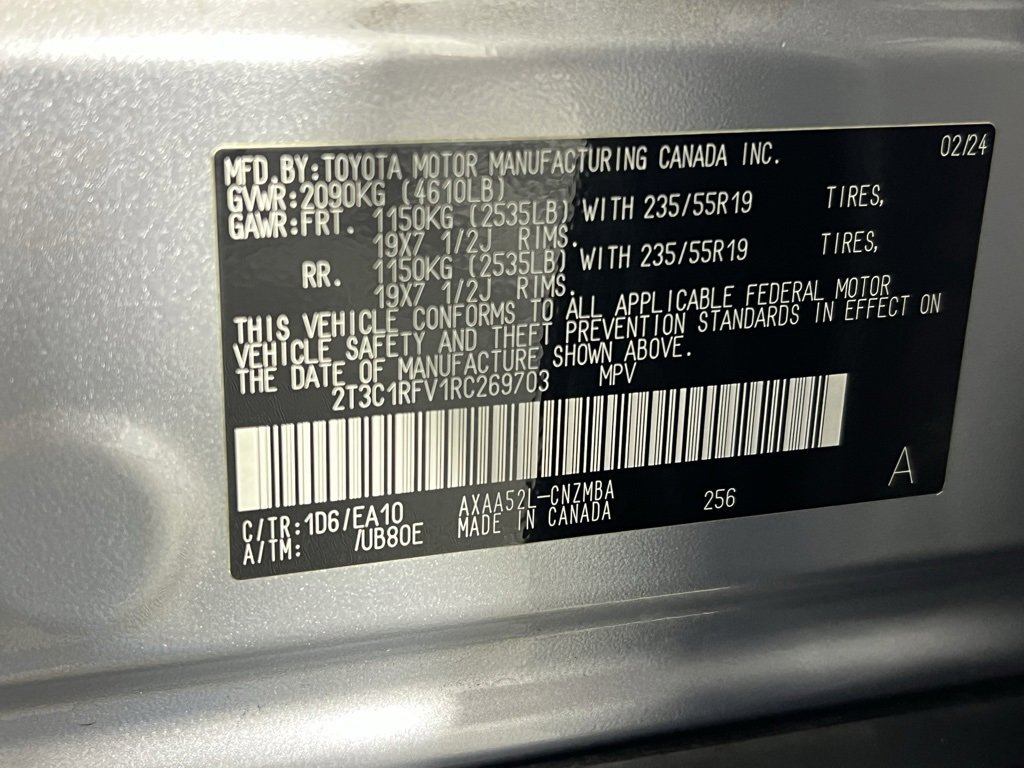 MFD.BY:TOYOTA MOTOR MANUFACTURING CANADA INC. 02/24
GVWR:2090KG (4610LB)
GAWR:FRT. 1150KG (2535LB) WITH 235/55R19 TIRES,
19X7 1/2J RIMS.
RR. 1150KG (2535LB) WITH 235/55R19 TIRES,
19X7 1/2J RIMS.
THIS VEHICLE CONFORMS TO ALL APPLICABLE FEDERAL MOTOR
VEHICLE SAFETY AND THEFT PREVENTION STANDARDS IN EFFECT ON
THE DATE OF MANUFACTURE SHOWN ABOVE.
2T3C1RFV1RC269703 MPV
A
C/TR:1D6/EA10 AXAA52L-CNZMBA 256
A/TM: /UB80E MADE IN CANADA